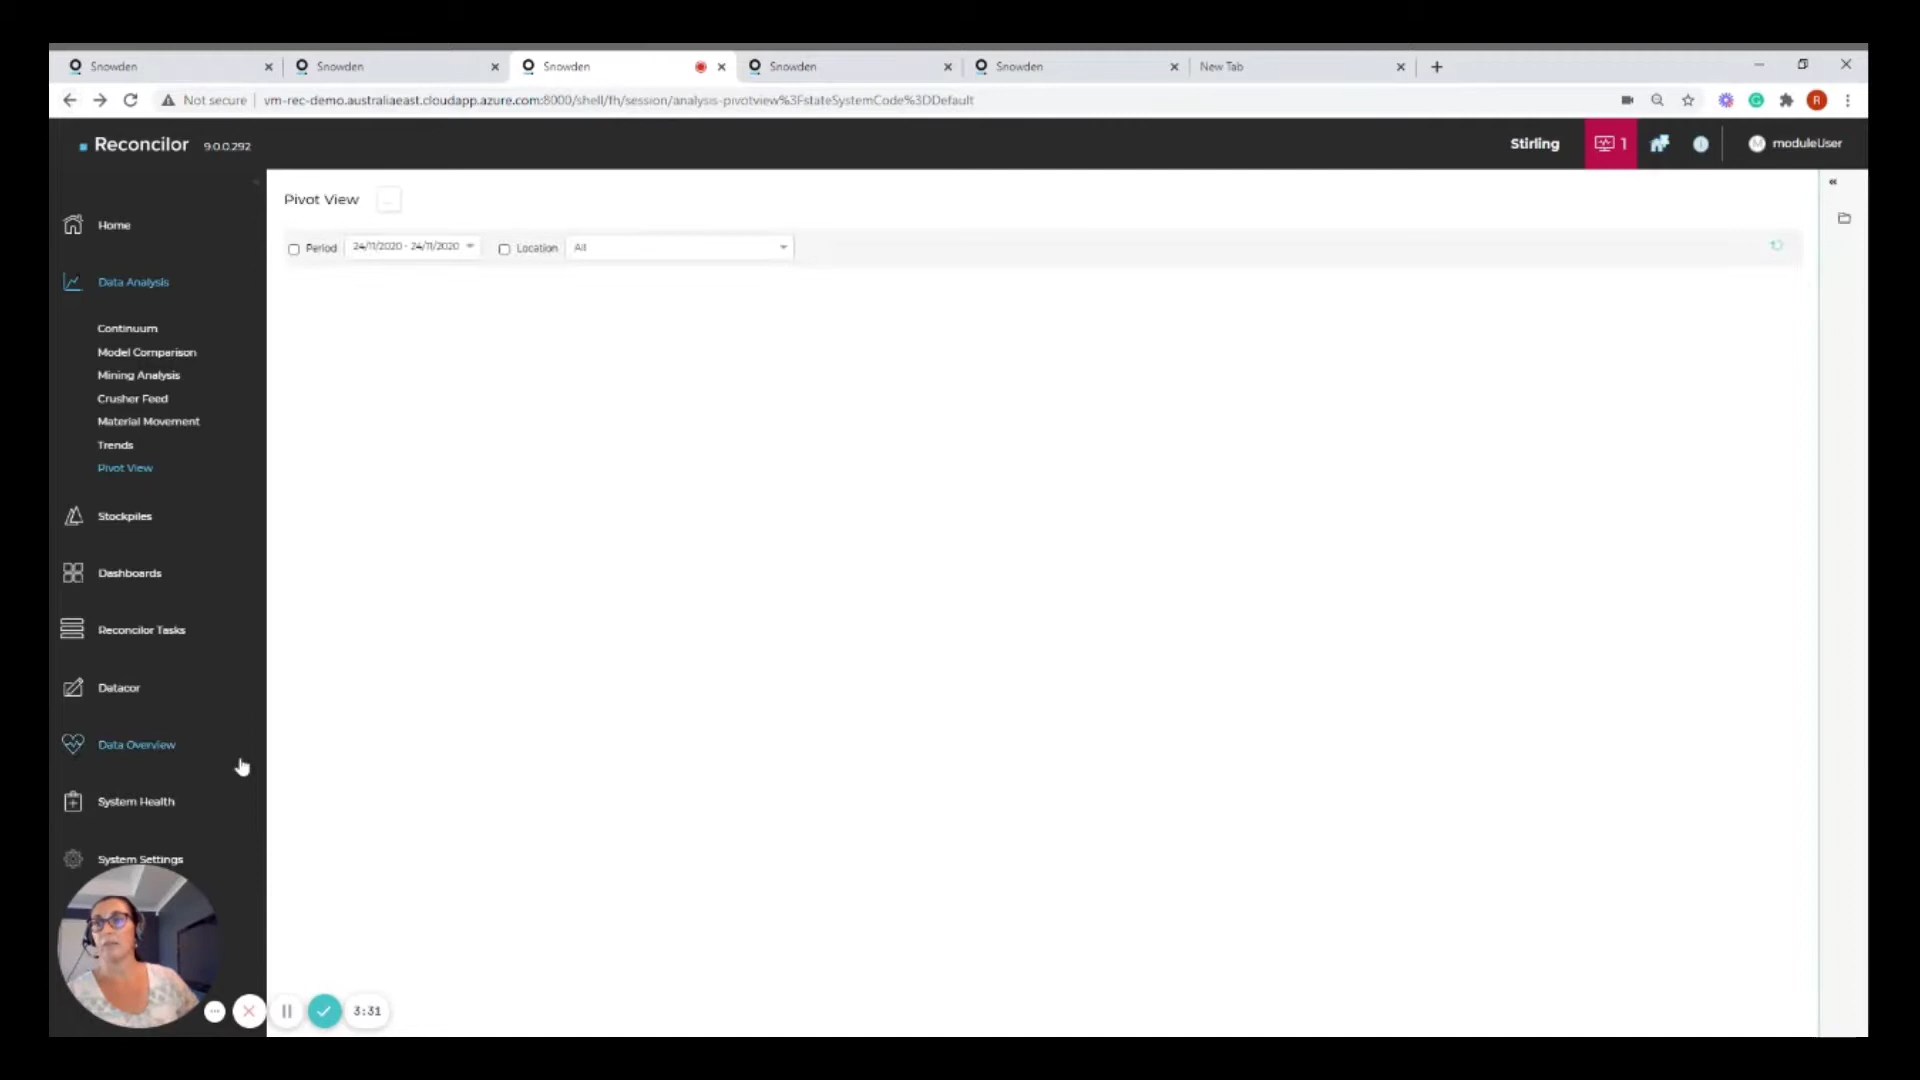 Snowden
Snowden
Snowden
Snowden
Snowden
New Tab
Not secure
vm-rec-demo.australiaeast.cloudapp.azure.com:8000/shell/fh/session/analysis-pivotview%3FstateSystemCode%3DDefault
R
Reconcilor 9.0.0.292
Stirling
1
M
moduleUser
Pivot View
...
Period
24/11/2020 - 24/11/2020
Location
All
Home
Data Analysis
Continuum
Model Comparison
Mining Analysis
Crusher Feed
Material Movement
Trends
Pivot View
Stockpiles
Dashboards
Reconcilor Tasks
Datacor
Data Overview
System Health
System Settings
3:31